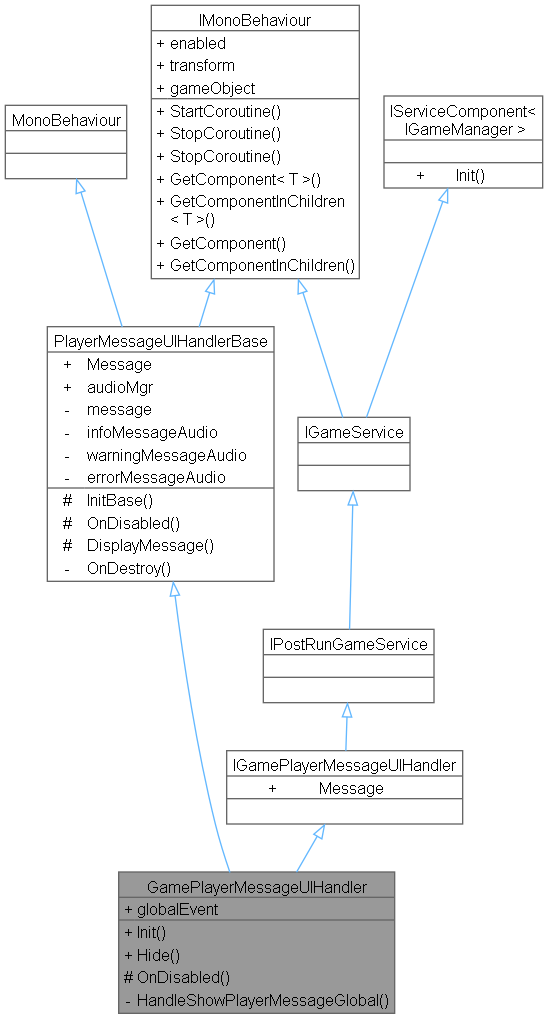 IMonoBehaviour
+ enabled
+ transform
+ gameObject
+ StartCoroutine()
+ StopCoroutine()
+ StopCoroutine()
+ GetComponent< T >()
+ GetComponentInChildren
< T >()
+ GetComponent()
+ GetComponentInChildren()
MonoBehaviour
IServiceComponent<
IGameManager >
+ Init()
PlayerMessageUIHandlerBase
+ Message
+ audioMgr
- message
- infoMessageAudio
- warningMessageAudio
- errorMessageAudio
# InitBase()
# OnDisabled()
# DisplayMessage()
- OnDestroy()
IGameService
IPostRunGameService
IGamePlayerMessageUIHandler
+ Message
GamePlayerMessageUIHandler
+ globalEvent
+ Init()
+ Hide()
# OnDisabled()
- HandleShowPlayerMessageGlobal()